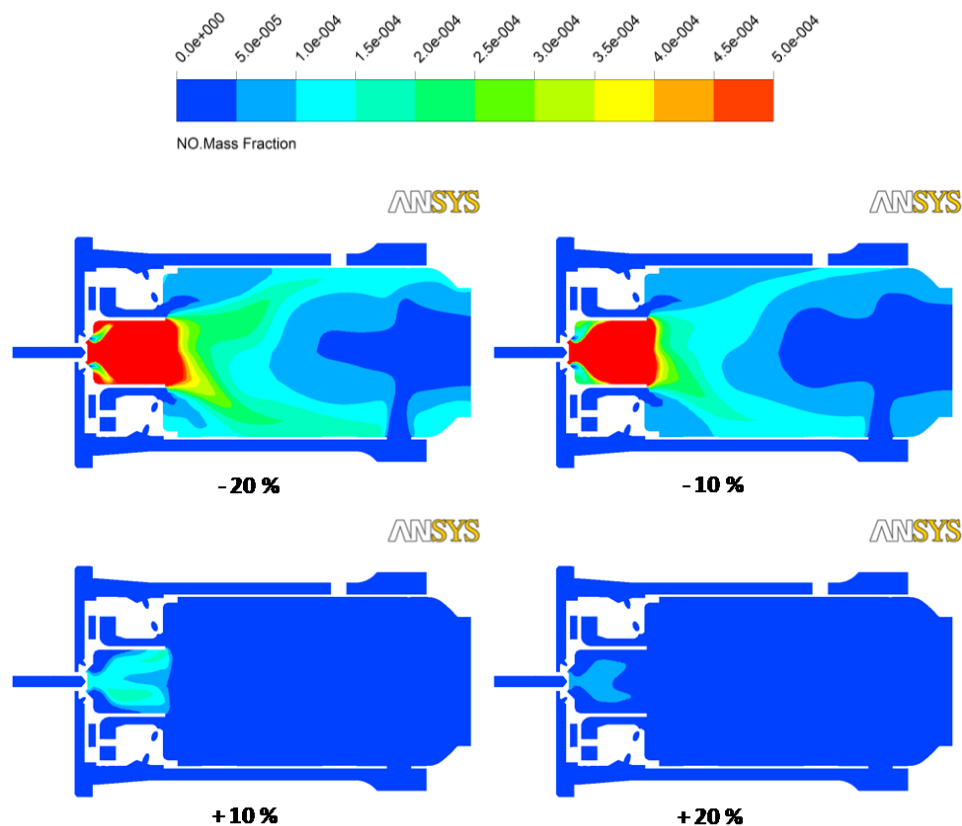 0.0e+000 5.0e-005 1.0e-004 1.5e-004 2.0e-004 2.5e-004 3.0e-004 3.5e-004 4.0e-004 4.5e-004 5.0e-004
NO.Mass Fraction
ANSYS ANSYS
-20 % -10 %
ANSYS ANSYS
+10 % +20 %